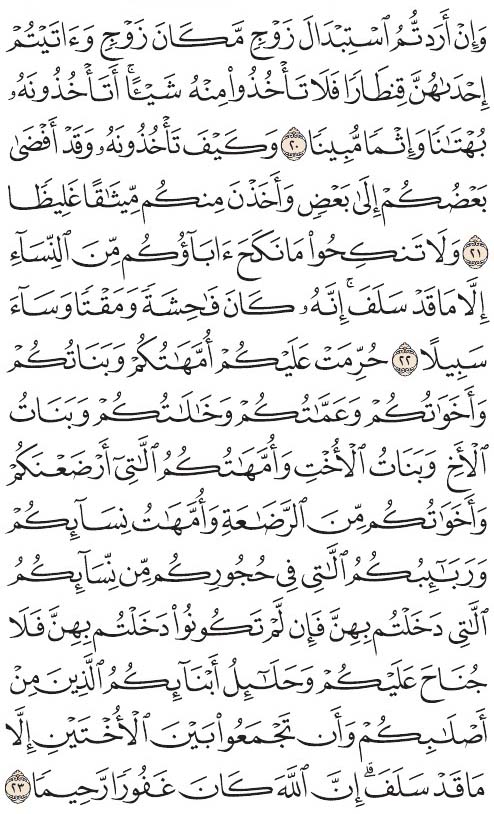 وَإِنْ أَرَدتُّمُ ٱسْتِبْدَالَ زَوْجٍ مَّكَانَ زَوْجٍ وَءَاتَيْتُمْ
إِحْدَىٰهُنَّ قِنطَارًا فَلَا تَأْخُذُوا۟ مِنْهُ شَيْـًٔا ۚ أَتَأْخُذُونَهُۥ
بُهْتَـٰنًا وَإِثْمًا مُّبِينًا ٢٠ وَكَيْفَ تَأْخُذُونَهُۥ وَقَدْ أَفْضَىٰ
بَعْضُكُمْ إِلَىٰ بَعْضٍ وَأَخَذْنَ مِنكُم مِّيثَـٰقًا غَلِيظًا
٢١ وَلَا تَنكِحُوا۟ مَا نَكَحَ ءَابَآؤُكُم مِّنَ ٱلنِّسَآءِ
إِلَّا مَا قَدْ سَلَفَ ۚ إِنَّهُۥ كَانَ فَـٰحِشَةً وَمَقْتًا وَسَآءَ
سَبِيلًا ٢٢ حُرِّمَتْ عَلَيْكُمْ أُمَّهَـٰتُكُمْ وَبَنَاتُكُمْ
وَأَخَوَٰتُكُمْ وَعَمَّـٰتُكُمْ وَخَـٰلَـٰتُكُمْ وَبَنَاتُ
ٱلْأَخِ وَبَنَاتُ ٱلْأُخْتِ وَأُمَّهَـٰتُكُمُ ٱلَّـٰتِىٓ أَرْضَعْنَكُمْ
وَأَخَوَٰتُكُم مِّنَ ٱلرَّضَـٰعَةِ وَأُمَّهَـٰتُ نِسَآئِكُمْ
وَرَبَـٰٓئِبُكُمُ ٱلَّـٰتِى فِى حُجُورِكُم مِّن نِّسَآئِكُمُ
ٱلَّـٰتِى دَخَلْتُم بِهِنَّ فَإِن لَّمْ تَكُونُوا۟ دَخَلْتُم بِهِنَّ فَلَا
جُنَاحَ عَلَيْكُمْ وَحَلَـٰٓئِلُ أَبْنَآئِكُمُ ٱلَّذِينَ مِنْ
أَصْلَـٰبِكُمْ وَأَن تَجْمَعُوا۟ بَيْنَ ٱلْأُخْتَيْنِ إِلَّا
مَا قَدْ سَلَفَ ۗ إِنَّ ٱللَّهَ كَانَ غَفُورًا رَّحِيمًا ٢٣